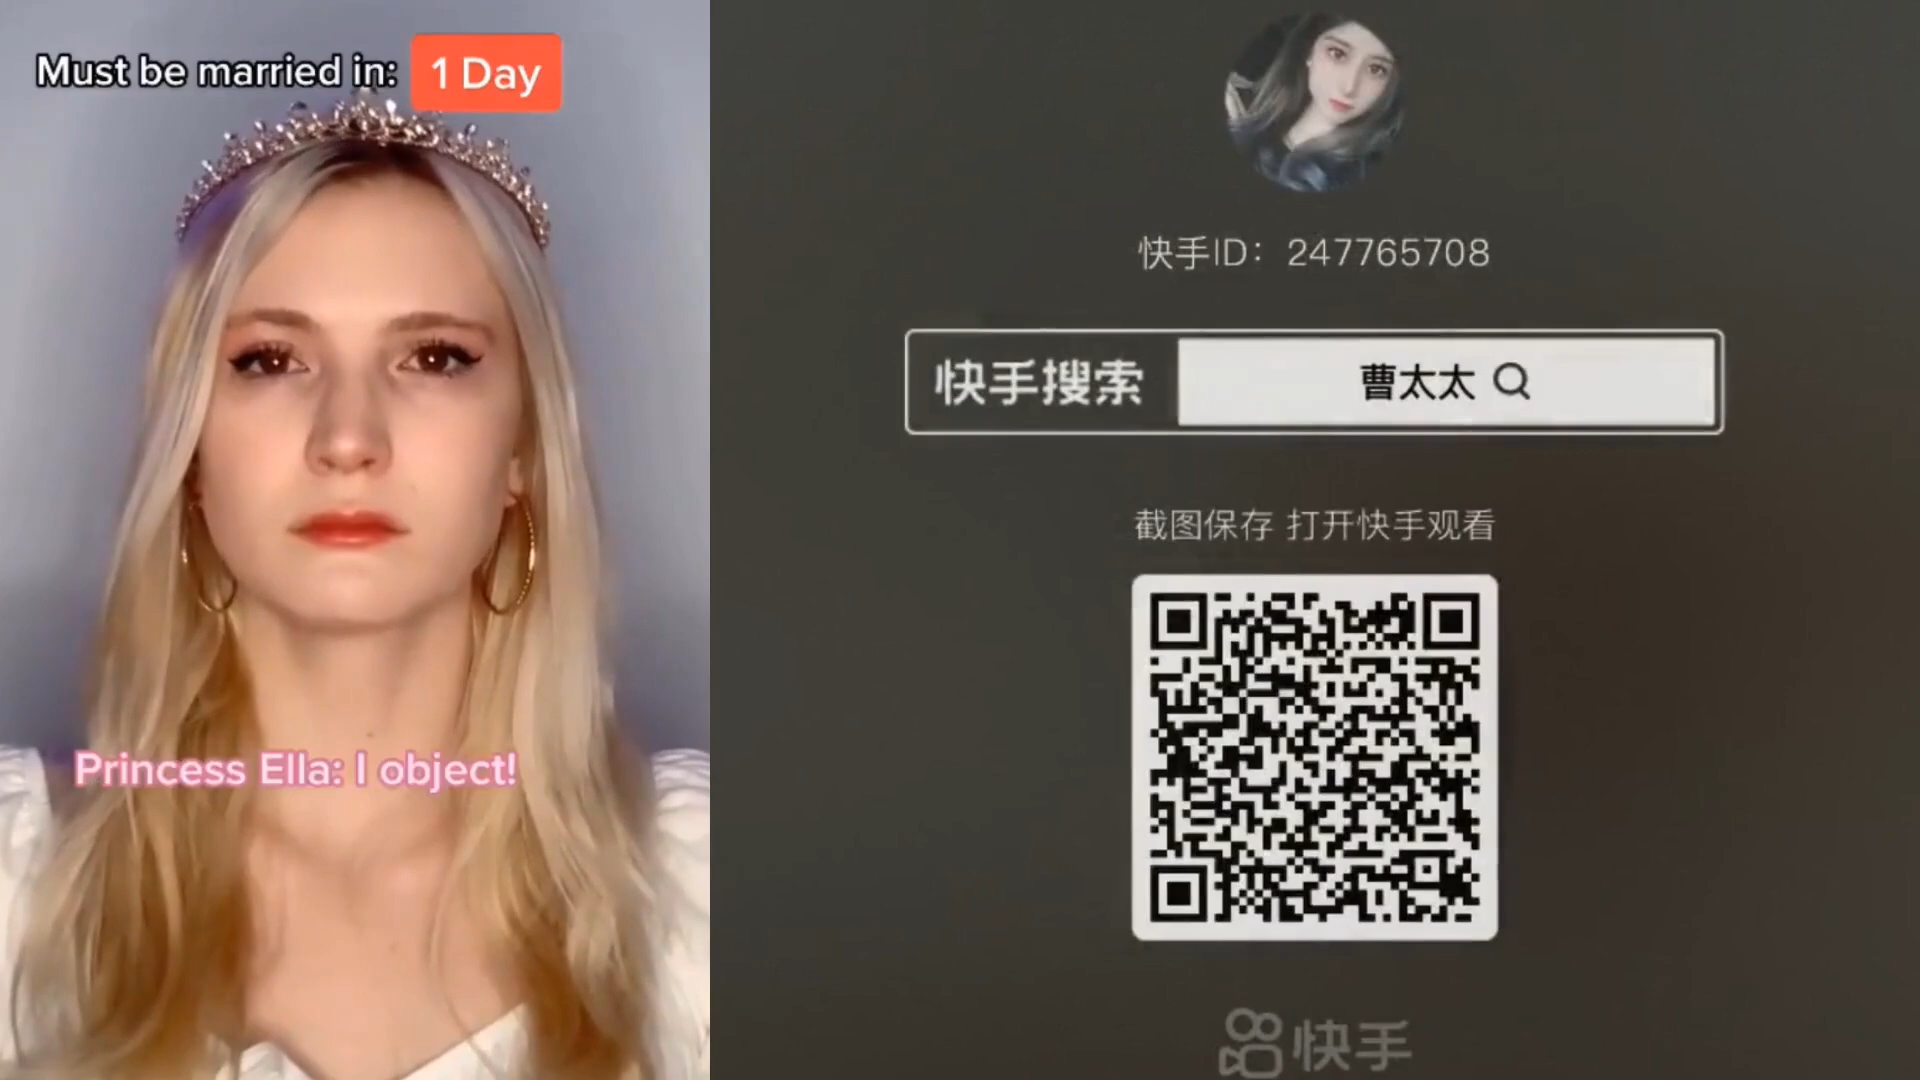 Must be married in: 1 Day
Princess Ella: I object!
快手ID：247765708
快手搜索 曹太太
截图保存 打开快手观看
快手